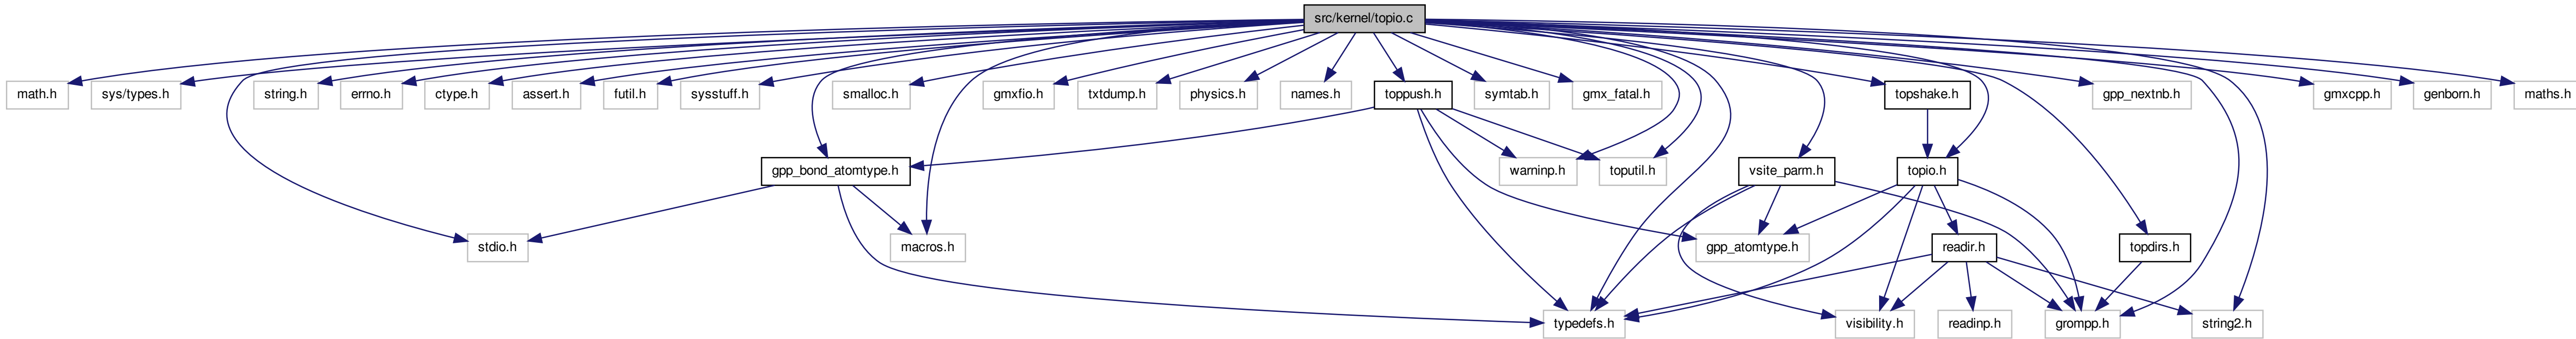 src/kernel/topio.c
math.h
sys/types.h
string.h
errno.h
ctype.h
assert.h
futil.h
sysstuff.h
smalloc.h
gmxfio.h
txtdump.h
physics.h
names.h
toppush.h
symtab.h
gmx_fatal.h
topshake.h
gpp_nextnb.h
gmxcpp.h
genborn.h
maths.h
gpp_bond_atomtype.h
warninp.h
toputil.h
vsite_parm.h
topio.h
stdio.h
macros.h
gpp_atomtype.h
readir.h
topdirs.h
typedefs.h
visibility.h
readinp.h
grompp.h
string2.h